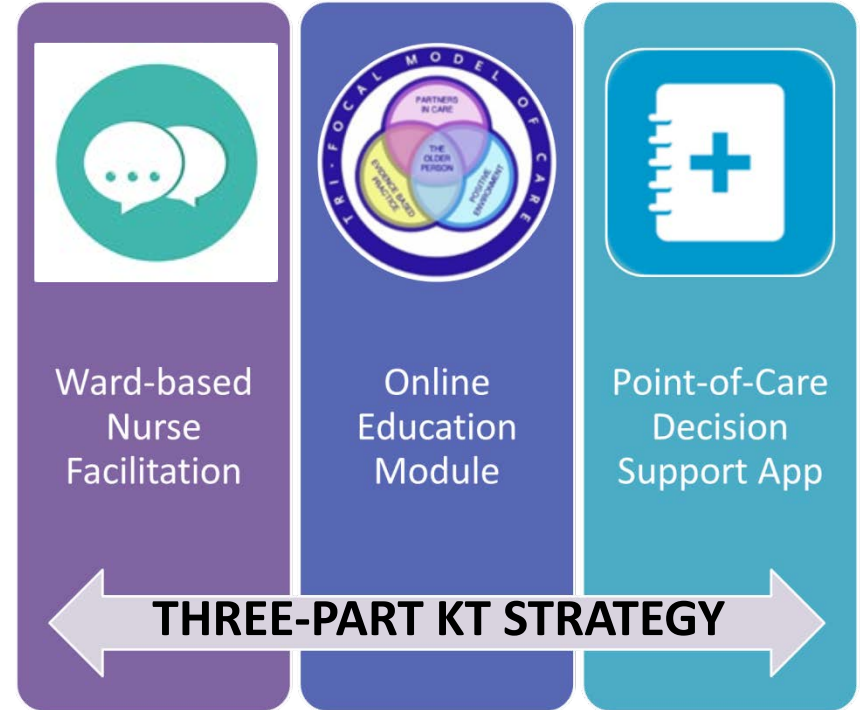 TRI-FOCAL MODEL OF CARE
PARTNERS
IN CARE
THE
OLDER
PERSON
EVIDENCE BASED
PRACTICE
POSITIVE
ENVIRONMENT
Ward-based
Nurse
Facilitation
Online
Education
Module
Point-of-Care
Decision
Support App
THREE-PART KT STRATEGY